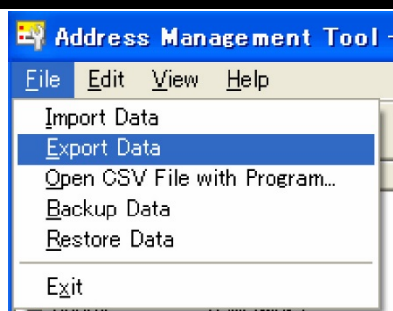 Address Management Tool -
File Edit View Help
Import Data
Export Data
Open CSV File with Program...
Backup Data
Restore Data
Exit